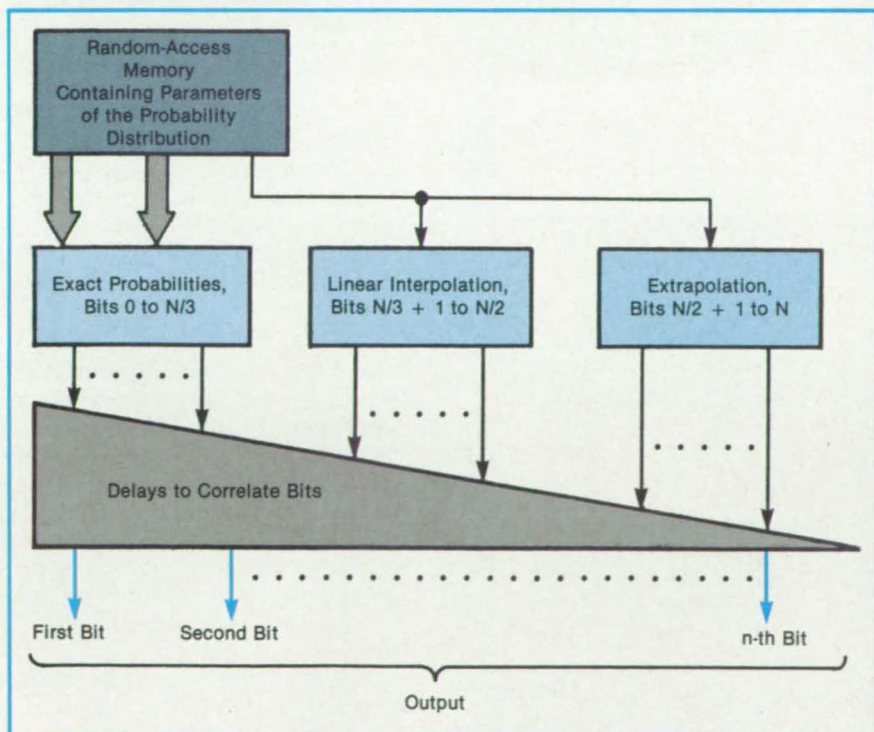 Random-Access
Memory
Containing Parameters
of the Probability
Distribution
Exact Probabilities,
Bits 0 to N/3
Linear Interpolation,
Bits N/3 + 1 to N/2
Extrapolation,
Bits N/2 + 1 to N
Delays to Correlate Bits
First Bit
Second Bit
n-th Bit
Output